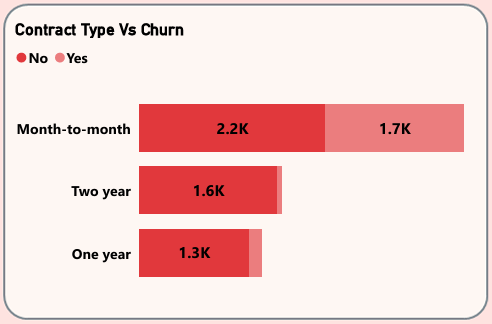 Contract Type Vs Churn
No Yes
Month-to-month 2.2K 1.7K
Two year 1.6K
One year 1.3K